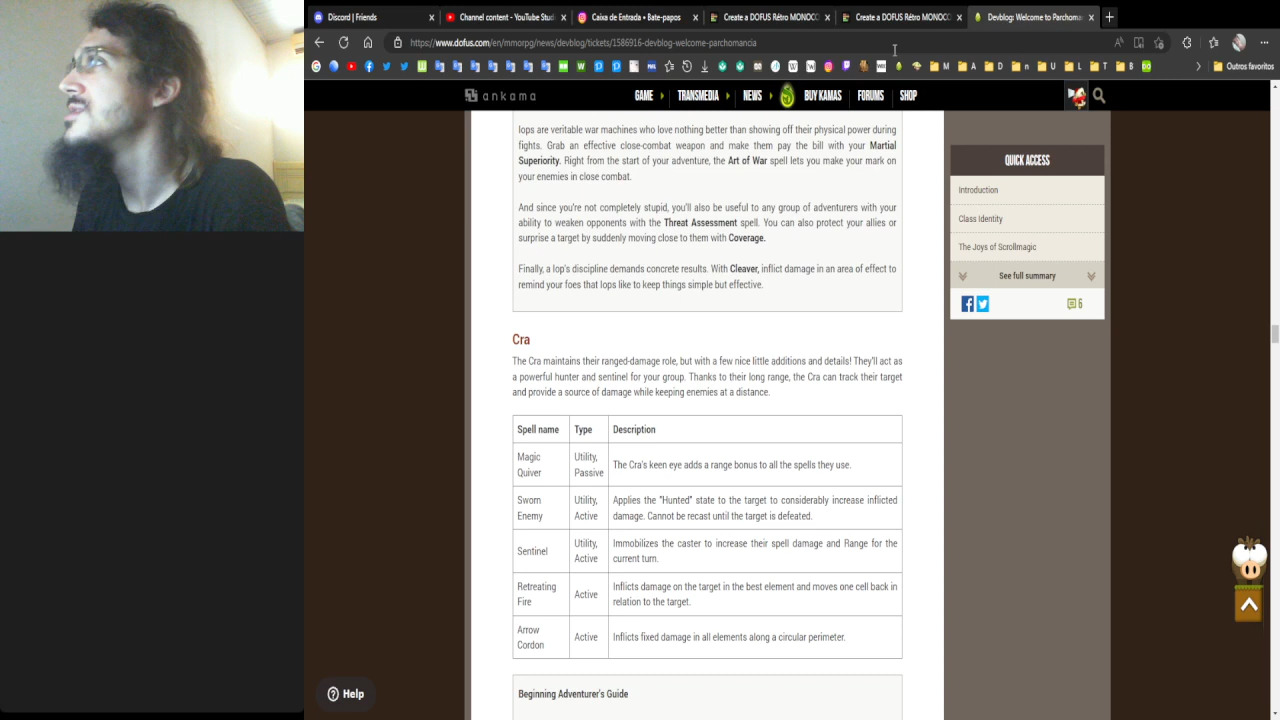 Discord | Friends
Channel content - YouTube Stud
Caixa de Entrada • Bate-papos
Create a DOFUS Rétro MONOCO
Create a DOFUS Rétro MONOCO
Devblog: Welcome to Parchoma
https://www.dofus.com/en/mmorpg/news/devblog/tickets/1586916-devblog-welcome-parchomancia
M
A
D
n
U
L
T
B
Outros favoritos
ankama
GAME
TRANSMEDIA
NEWS
BUY KAMAS
FORUMS
SHOP
Iops are veritable war machines who love nothing better than showing off their physical power during
fights. Grab an effective close-combat weapon and make them pay the bill with your Martial
Superiority. Right from the start of your adventure, the Art of War spell lets you make your mark on
your enemies in close combat.
And since you're not completely stupid, you'll also be useful to any group of adventurers with your
ability to weaken opponents with the Threat Assessment spell. You can also protect your allies or
surprise a target by suddenly moving close to them with Coverage.
Finally, a Iop's discipline demands concrete results. With Cleaver, inflict damage in an area of effect to
remind your foes that Iops like to keep things simple but effective.
Cra
The Cra maintains their ranged-damage role, but with a few nice little additions and details! They'll act as
a powerful hunter and sentinel for your group. Thanks to their long range, the Cra can track their target
and provide a source of damage while keeping enemies at a distance.
Spell name
Type
Description
Magic
Quiver
Utility,
Passive
The Cra's keen eye adds a range bonus to all the spells they use.
Sworn
Enemy
Utility,
Active
Applies the "Hunted" state to the target to considerably increase inflicted
damage. Cannot be recast until the target is defeated.
Sentinel
Utility,
Active
Immobilizes the caster to increase their spell damage and Range for the
current turn.
Retreating
Fire
Active
Inflicts damage on the target in the best element and moves one cell back in
relation to the target.
Arrow
Cordon
Active
Inflicts fixed damage in all elements along a circular perimeter.
Beginning Adventurer's Guide
QUICK ACCESS
Introduction
Class Identity
The Joys of Scrollmagic
See full summary
6
Help